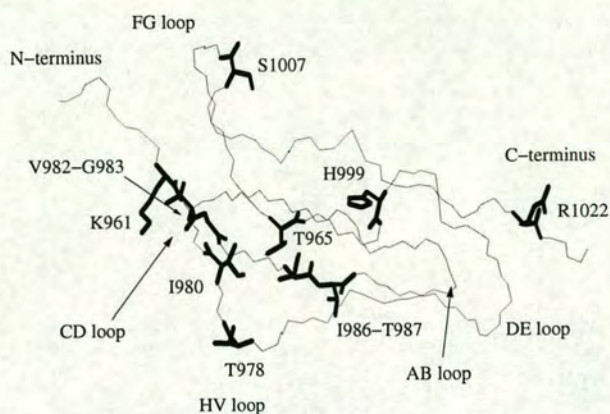 FG loop
N−terminus
S1007
V982−G983
H999
C−terminus
K961
T965
R1022
I980
CD loop
I986−T987
DE loop
T978
AB loop
HV loop